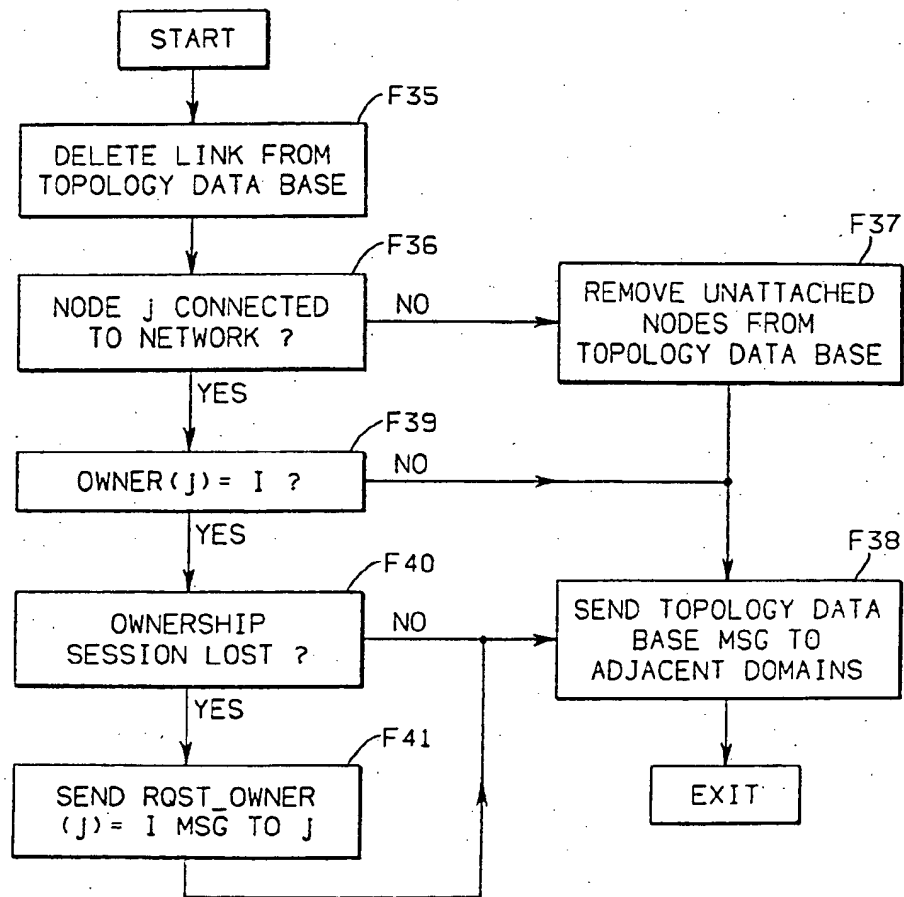 START
F35
DELETE LINK FROM
TOPOLOGY DATA BASE
F36
NODE j CONNECTED
TO NETWORK ?
NO
F37
REMOVE UNATTACHED
NODES FROM
TOPOLOGY DATA BASE
YES
F39
OWNER(j)= I ?
NO
YES
F40
OWNERSHIP
SESSION LOST ?
NO
F38
SEND TOPOLOGY DATA
BASE MSG TO
ADJACENT DOMAINS
YES
F41
SEND RQST_OWNER
(j)= I MSG TO j
EXIT